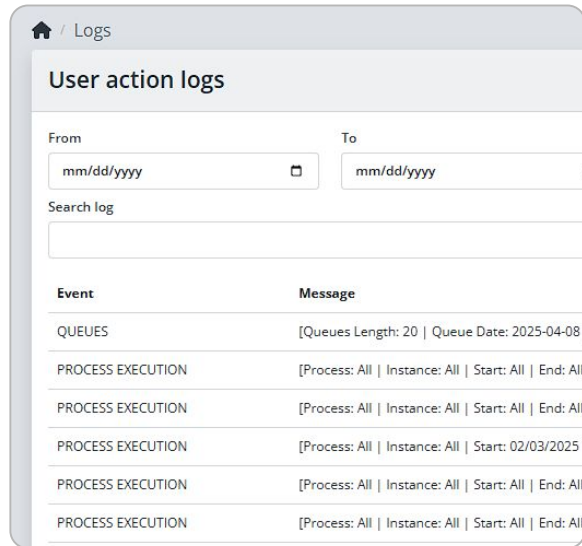 / Logs
User action logs
From To
mm/dd/yyyy mm/dd/yyyy
Search log
Event Message
QUEUES [Queues Length: 20 | Queue Date: 2025-04-08
PROCESS EXECUTION [Process: All | Instance: All | Start: All | End: All
PROCESS EXECUTION [Process: All | Instance: All | Start: All | End: All
PROCESS EXECUTION [Process: All | Instance: All | Start: 02/03/2025
PROCESS EXECUTION [Process: All | Instance: All | Start: All | End: All
PROCESS EXECUTION [Process: All | Instance: All | Start: All | End: All